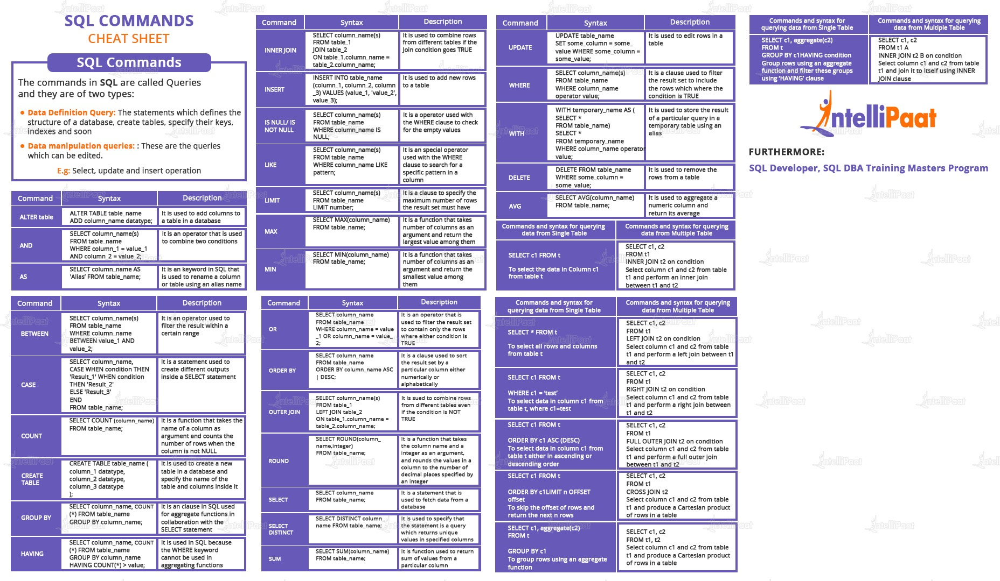 SQL COMMANDS
CHEAT SHEET
SQL Commands
The commands in SQL are called Queries
and they are of two types:
• Data Definition Query: The statements which defines the
structure of a database, create tables, specify their keys,
indexes and soon
• Data manipulation queries: : These are the queries
which can be edited.
E.g: Select, update and insert operation
Command Syntax Description
ALTER table
ALTER TABLE table_name
ADD column_name datatype;
It is used to add columns to
a table in a database
AND
SELECT column_name(s)
FROM table_name
WHERE column_1 = value_1
AND column_2 = value_2;
It is an operator that is used
to combine two conditions
AS
SELECT column_name AS
'Alias’ FROM table_name;
It is an keyword in SQL that
is used to rename a column
or table using an alias name
Command Syntax Description
BETWEEN
SELECT column_name(s)
FROM table_name
WHERE column_name
BETWEEN value_1 AND
value_2;
It is an operator used to
filter the result within a
certain range
CASE
SELECT column_name,
CASE WHEN condition THEN
'Result_1' WHEN condition
THEN 'Result_2'
ELSE 'Result_3’
END
FROM table_name;
It is a statement used to
create different outputs
inside a SELECT statement
COUNT
SELECT COUNT (column_name)
FROM table_name;
It is a function that takes the
name of a column as
argument and counts the
number of rows when the
column is not NULL
CREATE
TABLE
CREATE TABLE table_name (
column_1 datatype,
column_2 datatype,
column_3 datatype
);
It is used to create a new
table in a database and
specify the name of the
table and columns inside it
GROUP BY
SELECT column_name, COUNT
(*) FROM table_name
GROUP BY column_name;
It is an clause in SQL used
for aggregate functions in
collaboration with the
SELECT statement
HAVING
SELECT column_name, COUNT
(*) FROM table_name
GROUP BY column_name
HAVING COUNT(*) > value;
It is used in SQL because
the WHERE keyword
cannot be used in
aggregating functions
Command Syntax Description
INNER JOIN
SELECT column_name(s)
FROM table_1
JOIN table_2
ON table_1.column_name =
table_2.column_name;
It is used to combine rows
from different tables if the
Join condition goes TRUE
INSERT
INSERT INTO table_name
(column_1, column_2, column
_3) VALUES (value_1, 'value_2',
value_3);
It is used to add new rows
to a table
IS NULL/ IS
NOT NULL
SELECT column_name(s)
FROM table_name
WHERE column_name IS
NULL;
It is a operator used with
the WHERE clause to check
for the empty values
LIKE
SELECT column_name(s)
FROM table_name
WHERE column_name LIKE
pattern;
It is an special operator
used with the WHERE
clause to search for a
specific pattern in a
column
LIMIT
SELECT column_name(s)
FROM table_name
LIMIT number;
It is a clause to specify the
maximum number of rows
the result set must have
MAX
SELECT MAX(column_name)
FROM table_name;
It is a function that takes
number of columns as an
argument and return the
largest value among them
MIN
SELECT MIN(column_name)
FROM table_name;
It is a function that takes
number of columns as an
argument and return the
smallest value among
them
Command Syntax Description
OR
SELECT column_name
FROM table_name
WHERE column_name = value
_1 OR column_name = value_
2;
It is an operator that is
used to filter the result set
to contain only the rows
where either condition is
TRUE
ORDER BY
SELECT column_name
FROM table_name
ORDER BY column_name ASC
| DESC;
It is a clause used to sort
the result set by a
particular column either
numerically or
alphabetically
OUTER JOIN
SELECT column_name(s)
FROM table_1
LEFT JOIN table_2
ON table_1.column_name =
table_2.column_name;
It is sued to combine rows
from different tables even
if the condition is NOT
TRUE
ROUND
SELECT ROUND(column_
name,integer)
FROM table_name;
It is a function that takes
the column name and a
integer as an argument,
and rounds the values in a
column to the number of
decimal places specified by
an integer
SELECT
SELECT column_name
FROM table_name;
It is a statement that is
used to fetch data from a
database
SELECT
DISTINCT
SELECT DISTINCT column_
name FROM table_name;
It is used to specify that
the statement is a query
which returns unique
values in specified columns
SUM
SELECT SUM(column_name)
FROM table_name;
It is function used to return
sum of values from a
particular column
Command Syntax Description
UPDATE
UPDATE table_name
SET some_column = some_
value WHERE some_column =
some_value;
It is used to edit rows in a
table
WHERE
SELECT column_name(s)
FROM table_name
WHERE column_name
operator value;
It is a clause used to filter
the result set to include
the rows which where the
condition is TRUE
WITH
WITH temporary_name AS (
SELECT *
FROM table_name)
SELECT *
FROM temporary_name
WHERE column_name operator
value;
It is used to store the result
of a particular query in a
temporary table using an
alias
DELETE
DELETE FROM table_name
WHERE some_column =
some_value;
It is used to remove the
rows from a table
AVG
SELECT AVG(column_name)
FROM table_name;
It is used to aggregate a
numeric column and
return its average
Commands and syntax for querying
data from Single Table
Commands and syntax for querying
data from Multiple Table
SELECT c1 FROM t
To select the data in Column c1
from table t
SELECT c1, c2
FROM t1
INNER JOIN t2 on condition
Select column c1 and c2 from table
t1 and perform an inner join
between t1 and t2
Commands and syntax for
querying data from Single Table
Commands and syntax for querying
data from Multiple Table
SELECT * FROM t
To select all rows and columns
from table t
SELECT c1, c2
FROM t1
LEFT JOIN t2 on condition
Select column c1 and c2 from table
t1 and perform a left join between t1
and t2
SELECT c1 FROM t
WHERE c1 = ‘test’
To select data in column c1 from
table t, where c1=test
SELECT c1, c2
FROM t1
RIGHT JOIN t2 on condition
Select column c1 and c2 from table
t1 and perform a right join between
t1 and t2
SELECT c1 FROM t
ORDER BY c1 ASC (DESC)
To select data in column c1 from
table t either in ascending or
descending order
SELECT c1, c2
FROM t1
FULL OUTER JOIN t2 on condition
Select column c1 and c2 from table
t1 and perform a full outer join
between t1 and t2
SELECT c1 FROM t
ORDER BY c1LIMIT n OFFSET
offset
To skip the offset of rows and
return the next n rows
SELECT c1, c2
FROM t1
CROSS JOIN t2
Select column c1 and c2 from table
t1 and produce a Cartesian product
of rows in a table
SELECT c1, aggregate(c2)
FROM t
GROUP BY c1
To group rows using an aggregate
function
SELECT c1, c2
FROM t1, t2
Select column c1 and c2 from table
t1 and produce a Cartesian product
of rows in a table
Commands and syntax for
querying data from Single Table
Commands and syntax for querying
data from Multiple Table
SELECT c1, aggregate(c2)
FROM t
GROUP BY c1HAVING condition
Group rows using an aggregate
function and filter these groups
using ‘HAVING’ clause
SELECT c1, c2
FROM t1 A
INNER JOIN t2 B on condition
Select column c1 and c2 from table
t1 and join it to itself using INNER
JOIN clause
IntelliPaat
FURTHERMORE:
SQL Developer, SQL DBA Training Masters Program